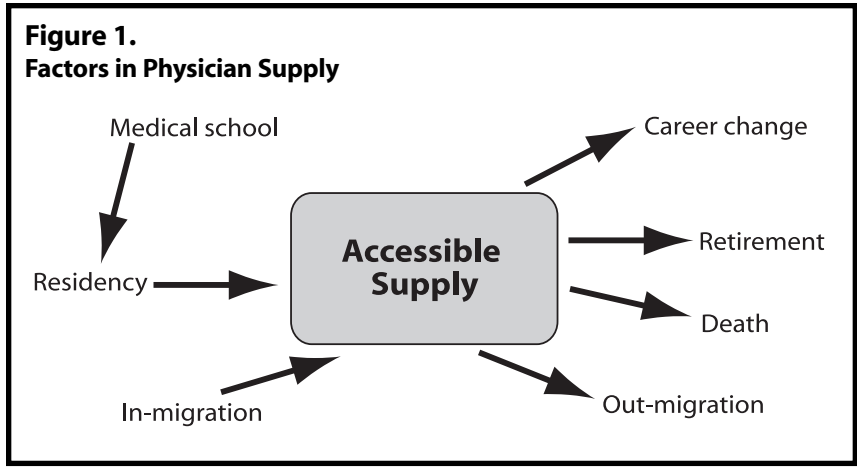 Figure 1.
Factors in Physician Supply
Medical school
Career change
Accessible
Supply
Retirement
Residency
Death
In-migration
Out-migration